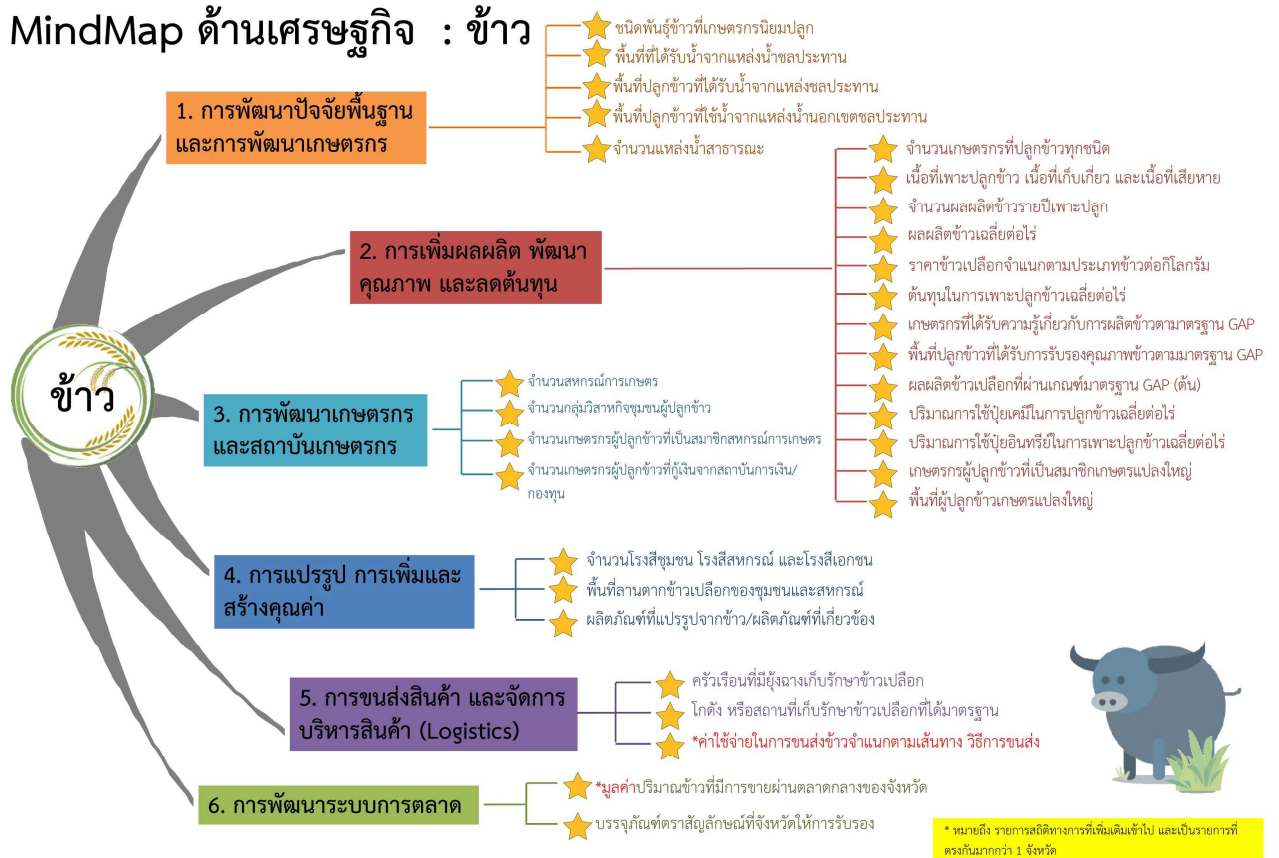 MindMap ด้านเศรษฐกิจ : ข้าว
ข้าว
1. การพัฒนาปัจจัยพื้นฐาน
และการพัฒนาเกษตรกร
ชนิดพันธุ์ข้าวที่เกษตรกรนิยมปลูก
พื้นที่ที่ได้รับน้ำจากแหล่งน้ำชลประทาน
พื้นที่ปลูกข้าวที่ได้รับน้ำจากแหล่งชลประทาน
พื้นที่ปลูกข้าวที่ใช้น้ำจากแหล่งน้ำนอกเขตชลประทาน
จำนวนแหล่งน้ำสาธารณะ
2. การเพิ่มผลผลิต พัฒนา
คุณภาพ และลดต้นทุน
จำนวนเกษตรกรที่ปลูกข้าวทุกชนิด
เนื้อที่เพาะปลูกข้าว เนื้อที่เก็บเกี่ยว และเนื้อที่เสียหาย
จำนวนผลผลิตข้าวรายปีเพาะปลูก
ผลผลิตข้าวเฉลี่ยต่อไร่
ราคาข้าวเปลือกจำแนกตามประเภทข้าวต่อกิโลกรัม
ต้นทุนในการเพาะปลูกข้าวเฉลี่ยต่อไร่
เกษตรกรที่ได้รับความรู้เกี่ยวกับการผลิตข้าวตามาตรฐาน GAP
พื้นที่ปลูกข้าวที่ได้รับการรับรองคุณภาพข้าวตามมาตรฐาน GAP
ผลผลิตข้าวเปลือกที่ผ่านเกณฑ์มาตรฐาน GAP (ต้น)
ปริมาณการใช้ปุ๋ยเคมีในการปลูกข้าวเฉลี่ยต่อไร่
ปริมาณการใช้ปุ๋ยอินทรีย์ในการเพาะปลูกข้าวเฉลี่ยต่อไร่
เกษตรกรผู้ปลูกข้าวที่เป็นสมาชิกเกษตรแปลงใหญ่
พื้นที่ผู้ปลูกข้าวเกษตรแปลงใหญ่
3. การพัฒนาเกษตรกร
และสถาบันเกษตรกร
จำนวนสหกรณ์การเกษตร
จำนวนกลุ่มวิสาหกิจชุมชนผู้ปลูกข้าว
จำนวนเกษตรกรผู้ปลูกข้าวที่เป็นสมาชิกสหกรณ์การเกษตร
จำนวนเกษตรกรผู้ปลูกข้าวที่กู้เงินจากสถาบันการเงิน/
กองทุน
4. การแปรรูป การเพิ่มและ
สร้างคุณค่า
จำนวนโรงสีชุมชน โรงสีสหกรณ์ และโรงสีเอกชน
พื้นที่ลานตากข้าวเปลือกของชุมชนและสหกรณ์
ผลิตภัณฑ์ที่แปรรูปจากข้าว/ผลิตภัณฑ์ที่เกี่ยวข้อง
5. การขนส่งสินค้า และจัดการ
บริหารสินค้า (Logistics)
ครัวเรือนที่มียุ้งฉางเก็บรักษาข้าวเปลือก
โกดัง หรือสถานที่เก็บรักษาข้าวเปลือกที่ได้มาตรฐาน
*ค่าใช้จ่ายในการขนส่งข้าวจำแนกตามเส้นทาง วิธีการขนส่ง
6. การพัฒนาระบบการตลาด
*มูลค่าปริมาณข้าวที่มีการขายผ่านตลาดกลางของจังหวัด
บรรจุภัณฑ์ตราสัญลักษณ์ที่จังหวัดให้การรับรอง
* หมายถึง รายการสถิติทางการที่เพิ่มเติมเข้าไป และเป็นรายการที่
ตรงกันมากกว่า 1 จังหวัด